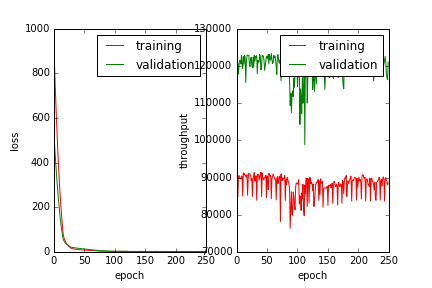 1000
800
600
400
200
0
loss
0 50 100 150 200 250
epoch
training
validation
130000
120000
110000
100000
90000
80000
70000
throughput
0 50 100 150 200 250
epoch
training
validation